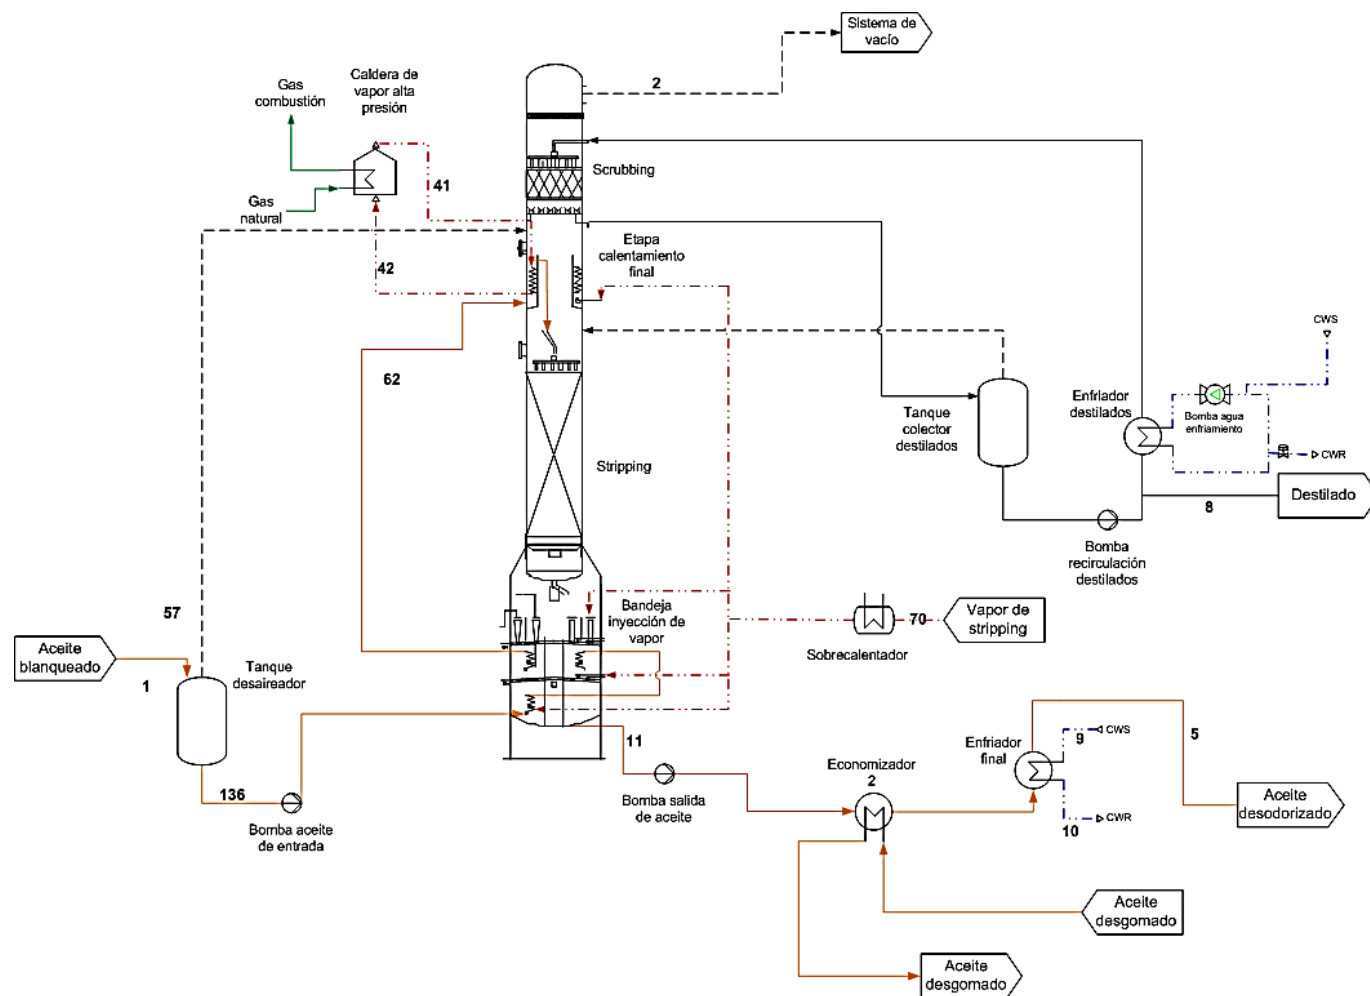 Sistema de
vacío
2
Caldera de
vapor alta
presión
Gas
combustión
41
Scrubbing
Gas
natural
42
Etapa
calentamiento
final
62
CWS
Enfriador
destilados
Bomba agua
enfriamiento
CWR
Tanque
colector
destilados
Stripping
8
Destilado
Bomba
recirculación
destilados
57
Bandeja
inyección de
vapor
70
Vapor de
stripping
Sobrecalentador
Aceite
blanqueado
1
Tanque
desaireador
11
Enfriador
final
9
CWS
5
Economizador
2
136
Bomba aceite
de entrada
Bomba salida
de aceite
10
CWR
Aceite
desodorizado
Aceite
desgomado
Aceite
desgomado